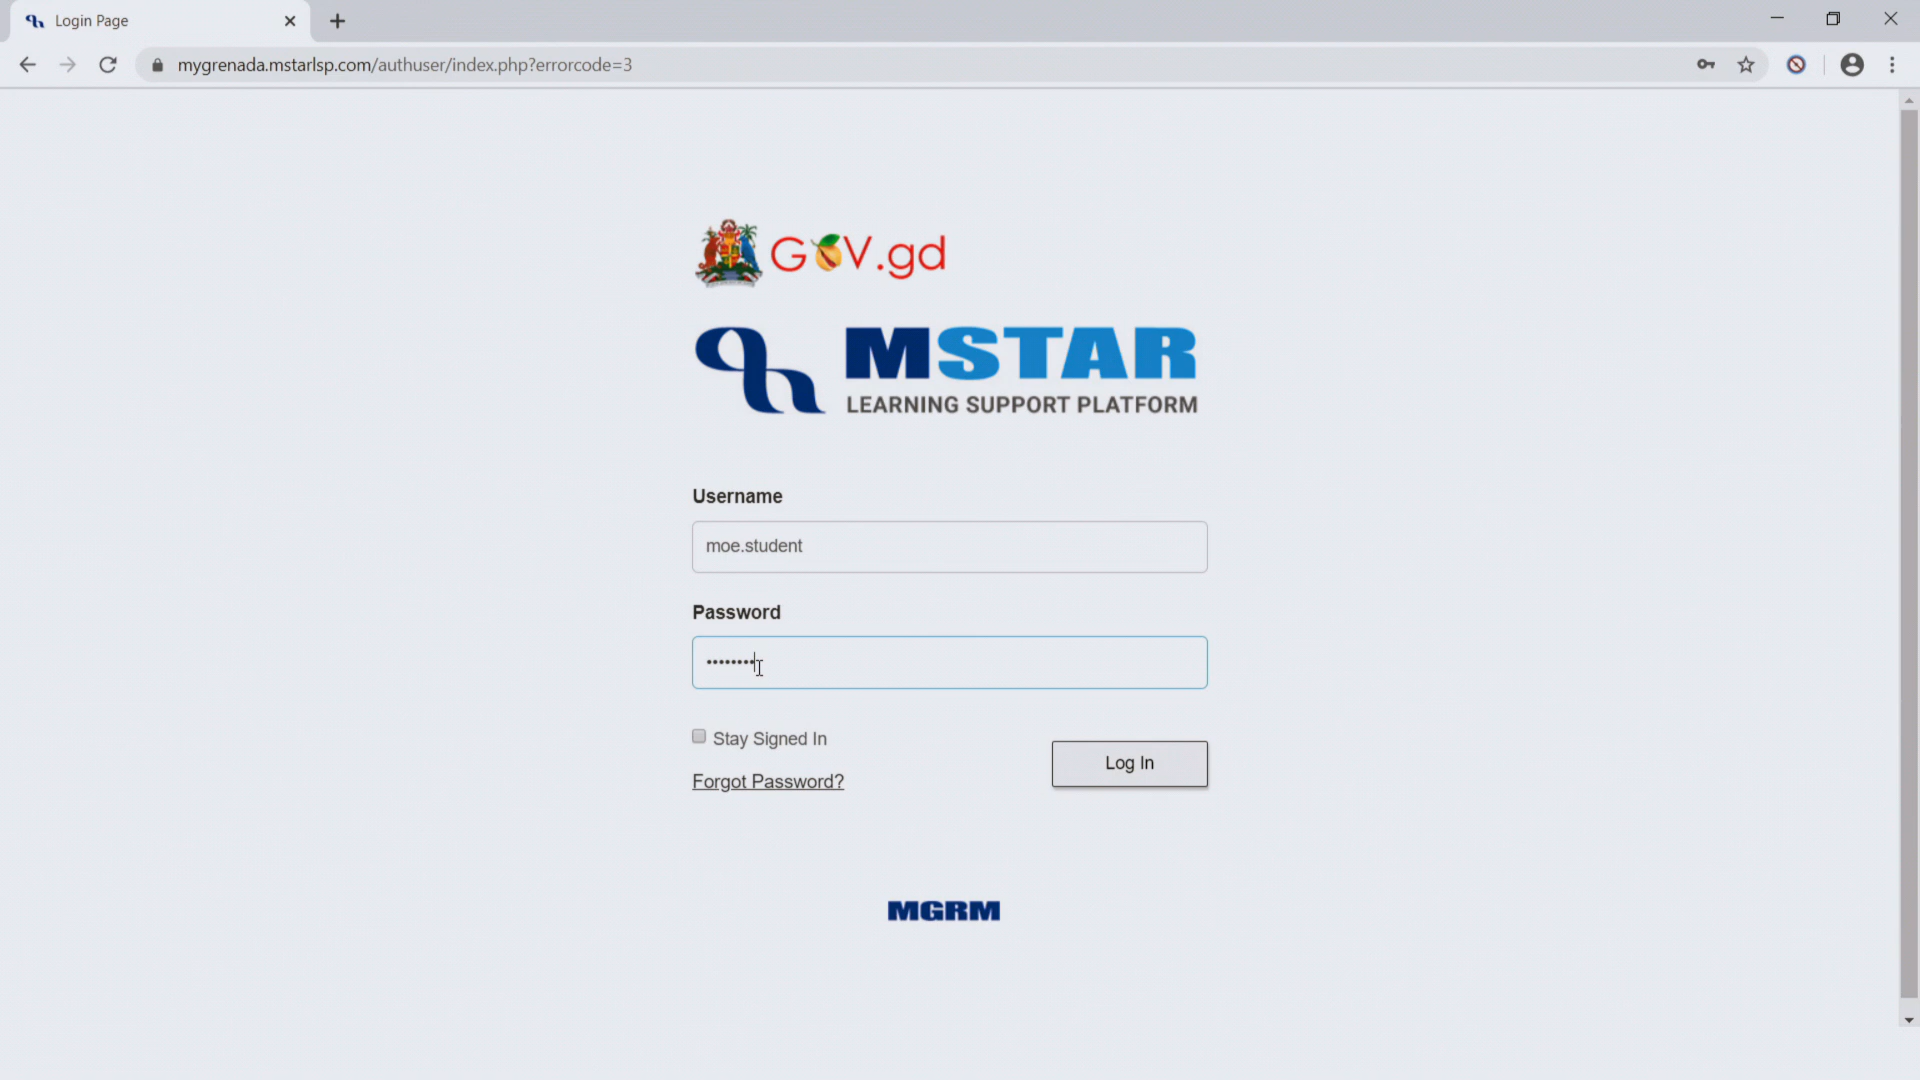 Login Page
mygrenada.mstarlsp.com/authuser/index.php?errorcode=3
GOV.gd
MSTAR
LEARNING SUPPORT PLATFORM
Username
moe.student
Password
••••••••
Stay Signed In
Log In
Forgot Password?
MGRM